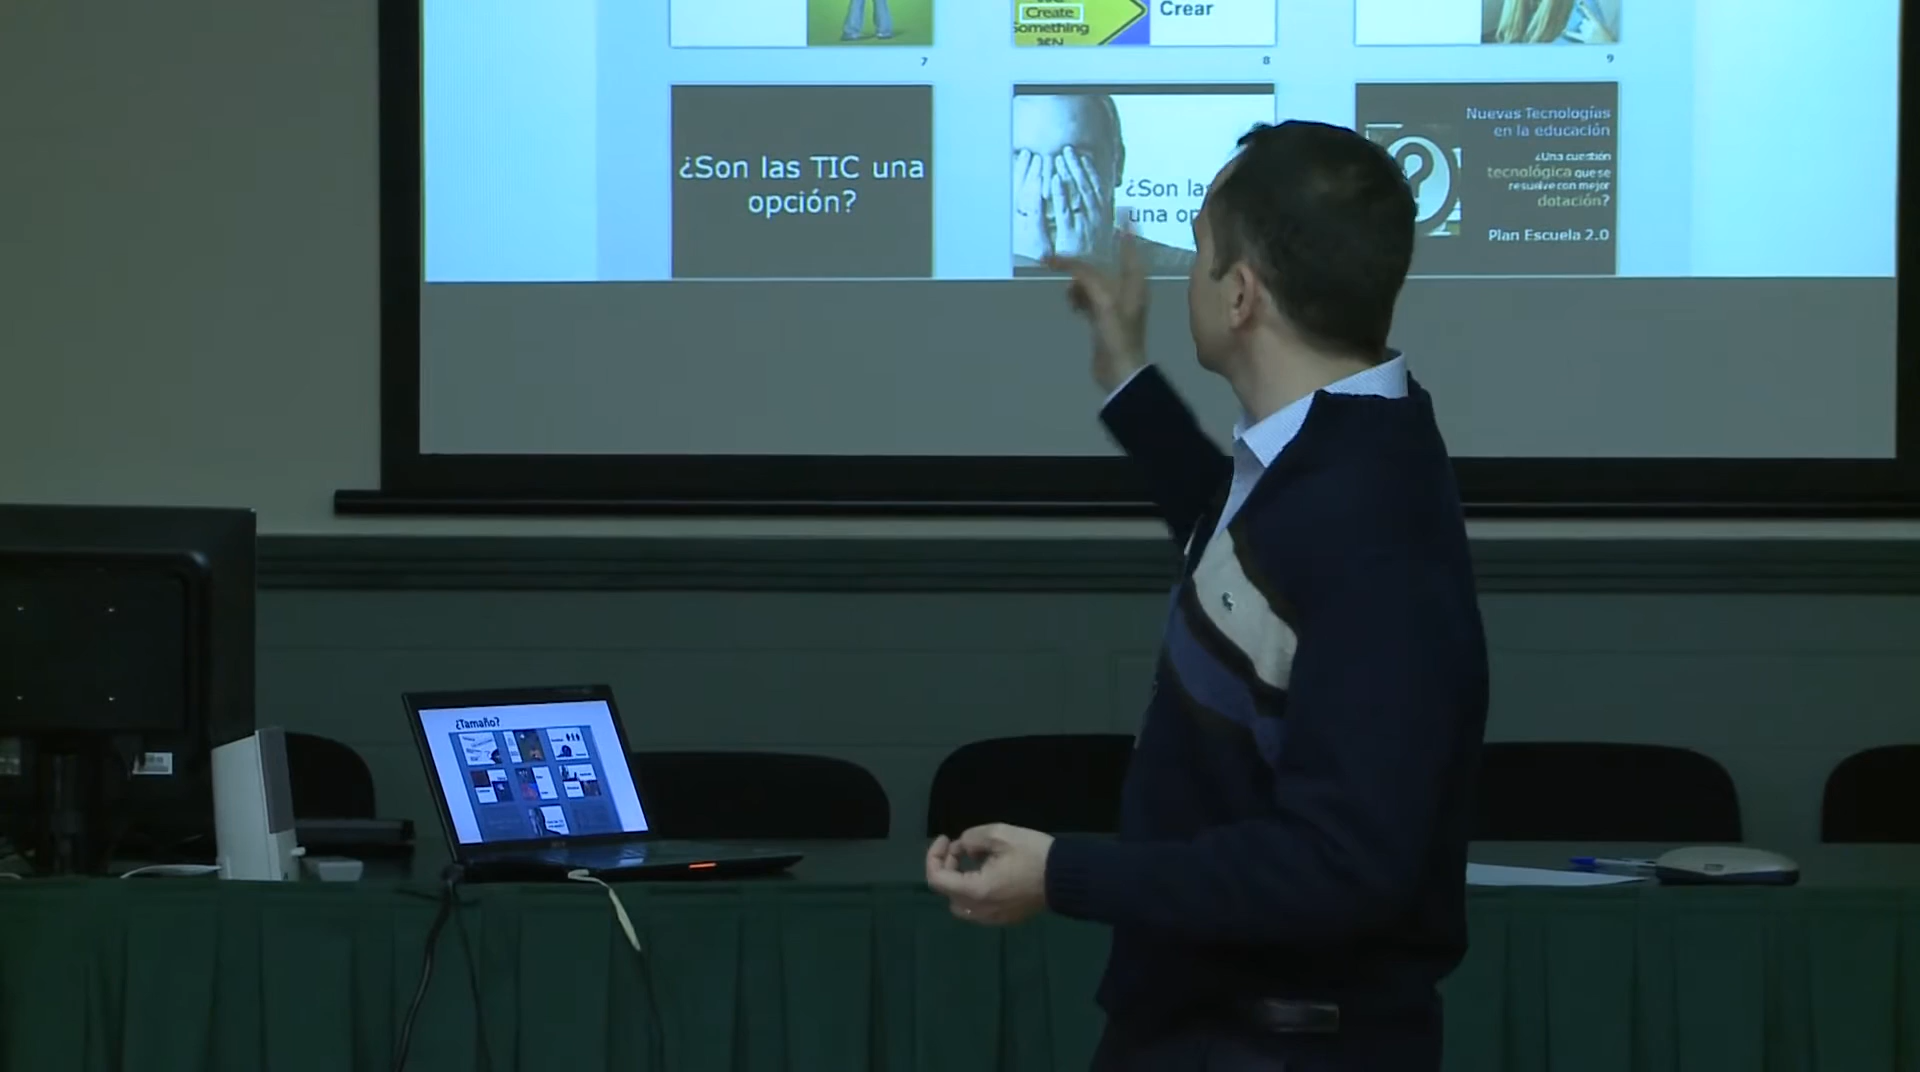 Create
Something
Crear
7
8
9
¿Son las TIC una
opción?
¿Son las
una op
Nuevas Tecnologías
en la educación
¿Una cuestión
tecnológica que se
resuelve con mejor
dotación?
Plan Escuela 2.0
¿Tamaño?